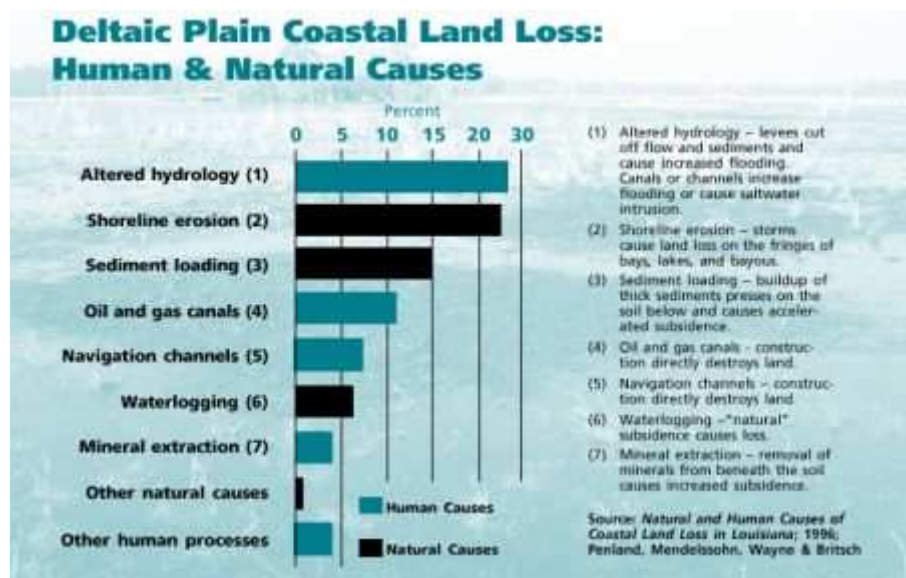 Deltaic Plain Coastal Land Loss:
Human & Natural Causes
Percent
0 5 10 15 20 30
Altered hydrology (1)
Shoreline erosion (2)
Sediment loading (3)
Oil and gas canals (4)
Navigation channels (5)
Waterlogging (6)
Mineral extraction (7)
Other natural causes
Other human processes
Human Causes
Natural Causes
(1) Altered hydrology – levees cut
off flow and sediments and
cause increased flooding.
Canals or channels increase
flooding or cause saltwater
intrusion.
(2) Shoreline erosion – storms
cause land loss on the fringes of
bays, lakes, and bayous.
(3) Sediment loading – buildup of
thick sediments presses on the
soil below and causes acceler-
ated subsidence.
(4) Oil and gas canals - construc-
tion directly destroys land.
(5) Navigation channels – construc-
tion directly destroys land
(6) Waterlogging –"natural"
subsidence causes loss.
(7) Mineral extraction – removal of
minerals from beneath the soil
causes increased subsidence.
Source: Natural and Human Causes of
Coastal Land Loss in Louisiana; 1996;
Penland, Mendelssohn, Wayne & Britsch